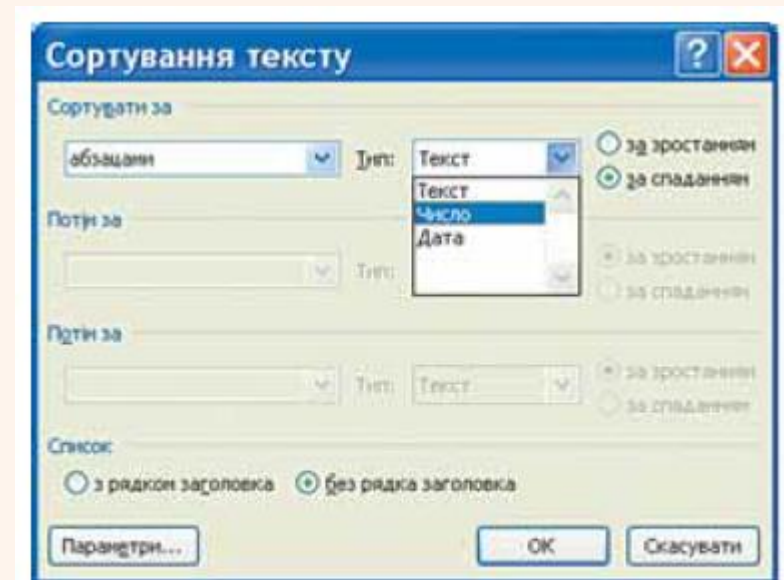 Сортування тексту
Сортувати за
абзацами Тип: Текст за зростанням
за спаданням
Текст
Число
Дата
Потім за
Тип: за зростанням
за спаданням
Потім за
Тип: Текст за зростанням
за спаданням
Список
з рядком заголовка без рядка заголовка
Параметри... ОК Скасувати